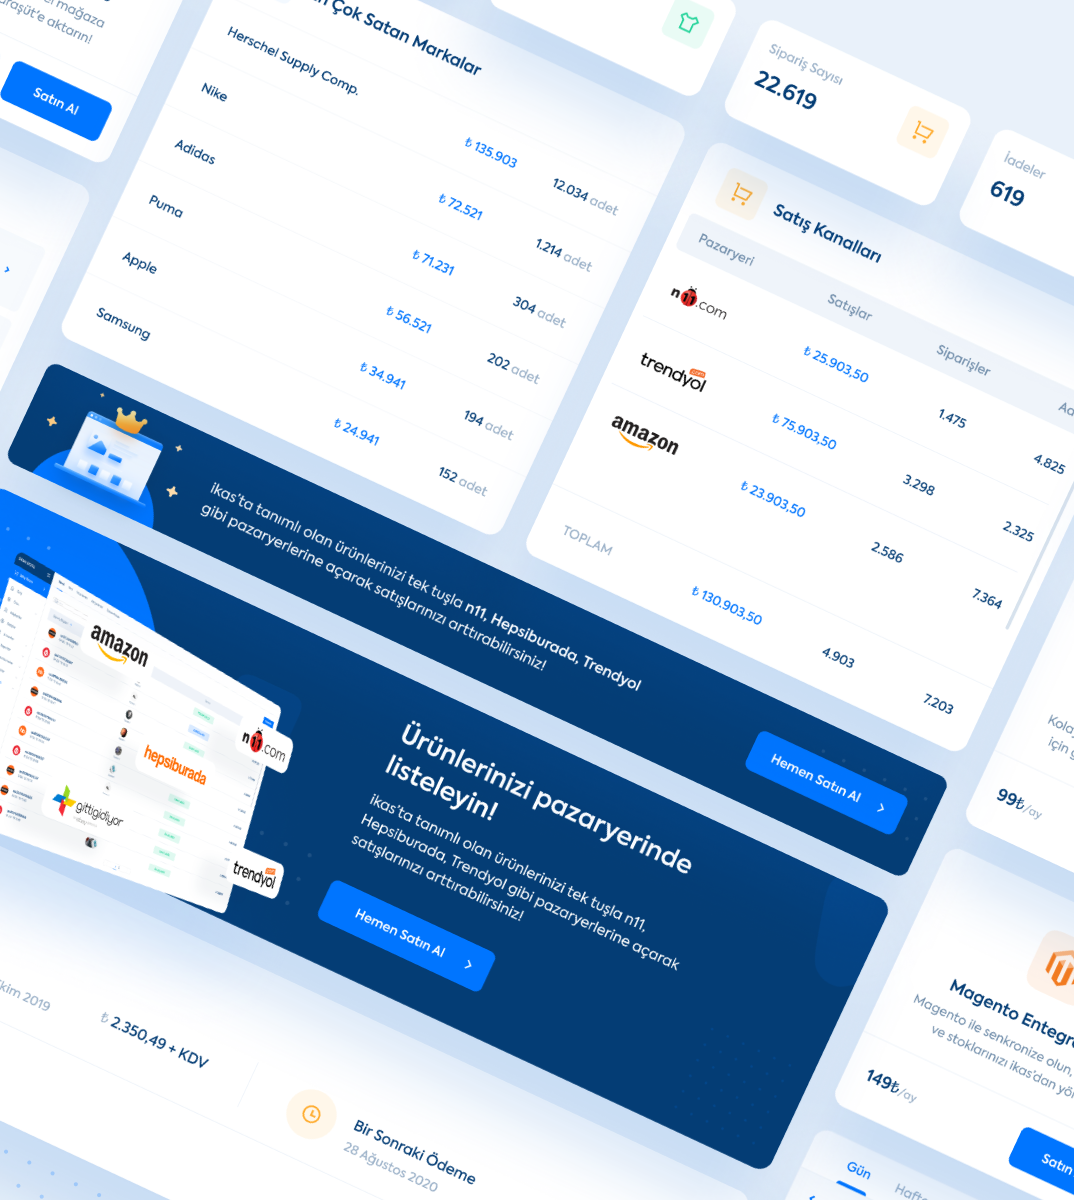 mağaza
Paraşüt’e aktarın!
Satın Al
Çok Satan Markalar
Herschel Supply Comp.
₺ 135.903
12.034 adet
Nike
₺ 72.521
1.214 adet
Adidas
₺ 71.231
304 adet
Puma
₺ 56.521
202 adet
Apple
₺ 34.941
194 adet
Samsung
₺ 24.941
152 adet
Sipariş Sayısı
22.619
İadeler
619
Satış Kanalları
Pazaryeri
Satışlar
Siparişler
n11.com
₺ 25.903,50
1.475
4.825
trendyol.com
₺ 75.903,50
3.298
2.325
amazon
₺ 23.903,50
2.586
7.364
TOPLAM
₺ 130.903,50
4.903
7.203
ikas’ta tanımlı olan ürünlerinizi tek tuşla n11, Hepsiburada, Trendyol
gibi pazaryerlerine açarak satışlarınızı arttırabilirsiniz!
Hemen Satın Al
amazon
n11.com
hepsiburada
gittigidiyor
trendyol
Ürünlerinizi pazaryerinde
listeleyin!
ikas’ta tanımlı olan ürünlerinizi tek tuşla n11,
Hepsiburada, Trendyol gibi pazaryerlerine açarak
satışlarınızı arttırabilirsiniz!
Hemen Satın Al
için
99₺/ay
Magento
Magento ile senkronize olun,
ve stoklarınızı ikas’dan
149₺/ay
Satın
2019
₺ 2.350,49 + KDV
Bir Sonraki Ödeme
28 Ağustos 2020
Gün